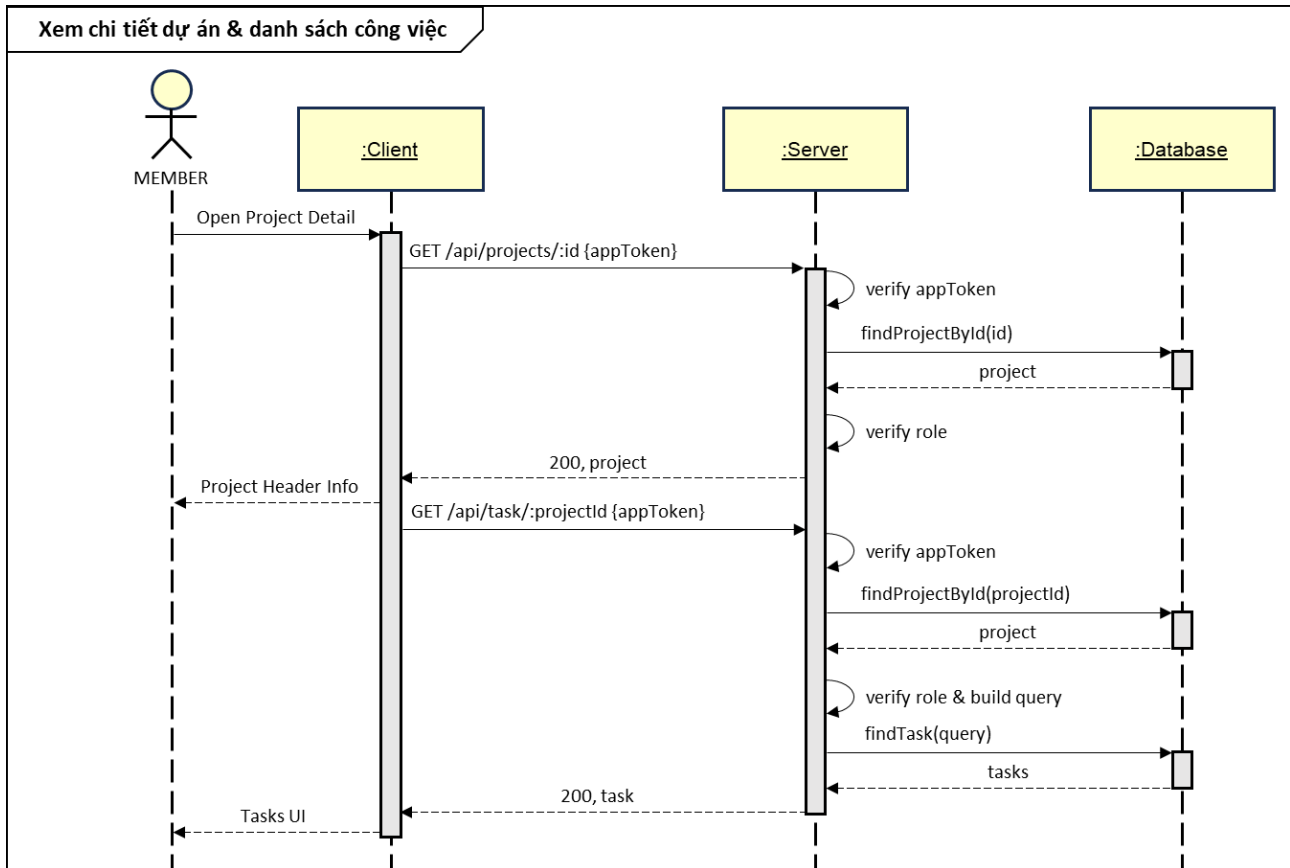 Xem chi tiết dự án & danh sách công việc
MEMBER
:Client
:Server
:Database
Open Project Detail
GET /api/projects/:id {appToken}
verify appToken
findProjectById(id)
project
verify role
200, project
Project Header Info
GET /api/task/:projectId {appToken}
verify appToken
findProjectById(projectId)
project
verify role & build query
findTask(query)
tasks
200, task
Tasks UI